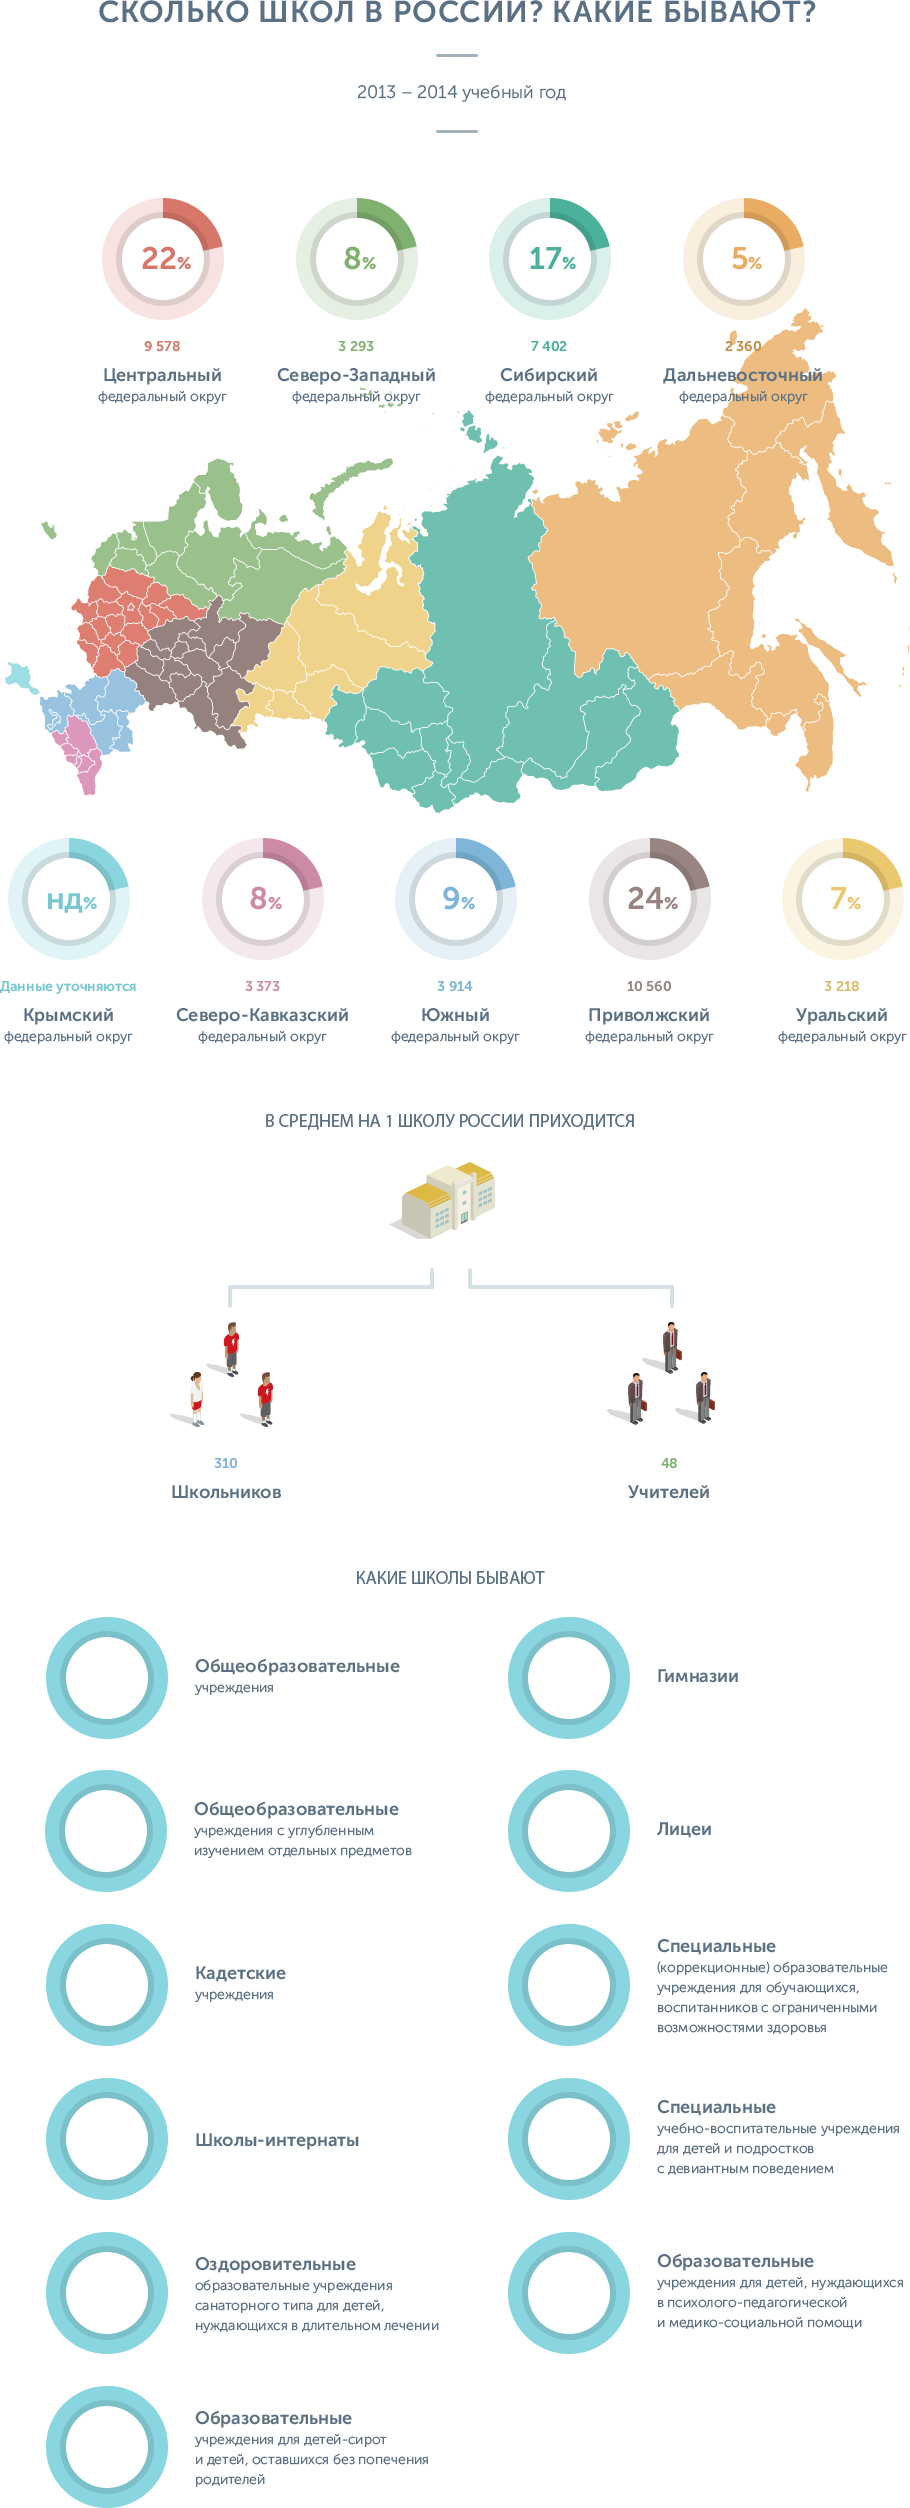 СКОЛЬКО ШКОЛ В РОССИИ? КАКИЕ БЫВАЮТ?
2013 – 2014 учебный год
22%
9 578
Центральный
федеральный округ
8%
3 293
Северо-Западный
федеральный округ
17%
7 402
Сибирский
федеральный округ
5%
2 360
Дальневосточный
федеральный округ
нд%
Данные уточняются
Крымский
федеральный округ
8%
3 373
Северо-Кавказский
федеральный округ
9%
3 914
Южный
федеральный округ
24%
10 560
Приволжский
федеральный округ
7%
3 218
Уральский
федеральный округ
В СРЕДНЕМ НА 1 ШКОЛУ РОССИИ ПРИХОДИТСЯ
310
Школьников
48
Учителей
КАКИЕ ШКОЛЫ БЫВАЮТ
Общеобразовательные
учреждения
Гимназии
Общеобразовательные
учреждения с углубленным
изучением отдельных предметов
Лицеи
Кадетские
учреждения
Специальные
(коррекционные) образовательные
учреждения для обучающихся,
воспитанников с ограниченными
возможностями здоровья
Школы-интернаты
Специальные
учебно-воспитательные учреждения
для детей и подростков
с девиантным поведением
Оздоровительные
образовательные учреждения
санаторного типа для детей,
нуждающихся в длительном лечении
Образовательные
учреждения для детей, нуждающихся
в психолого-педагогической
и медико-социальной помощи
Образовательные
учреждения для детей-сирот
и детей, оставшихся без попечения
родителей